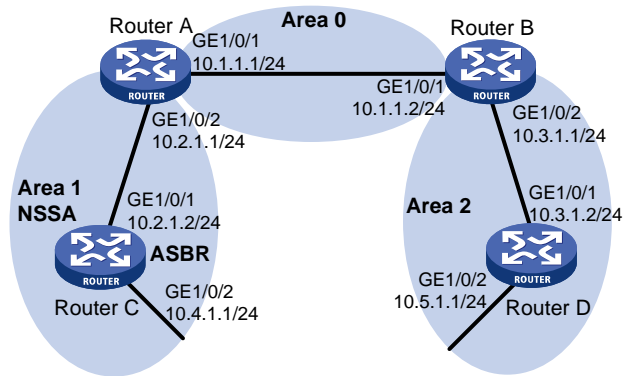 Area 0
Router A
Router B
GE1/0/1
10.1.1.1/24
GE1/0/1
10.1.1.2/24
ROUTER
ROUTER
GE1/0/2
10.2.1.1/24
GE1/0/2
10.3.1.1/24
Area 1
NSSA
GE1/0/1
10.2.1.2/24
Area 2
GE1/0/1
10.3.1.2/24
ROUTER
ASBR
ROUTER
Router C
GE1/0/2
10.4.1.1/24
GE1/0/2
10.5.1.1/24
Router D